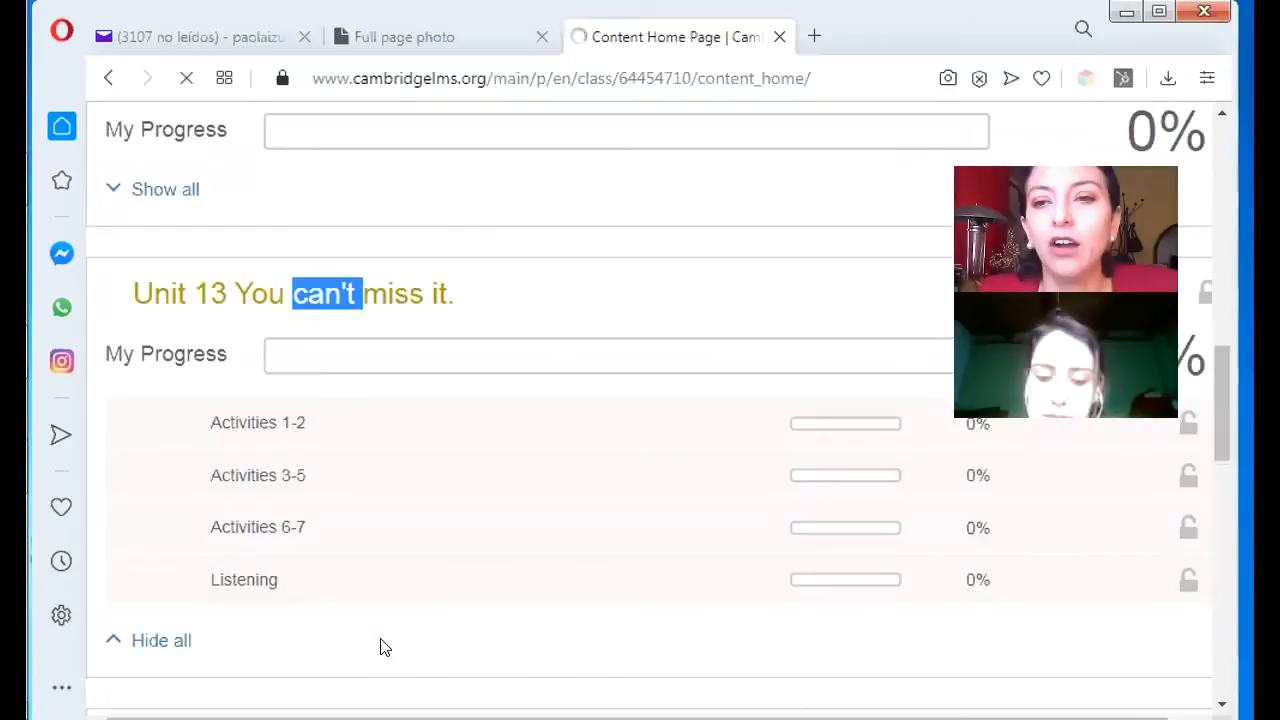 (3107 no leídos) - paolaizu
Full page photo
Content Home Page | Cam
www.cambridgelms.org/main/p/en/class/64454710/content_home/
My Progress
0%
Show all
Unit 13 You can't miss it.
My Progress
%
Activities 1-2
0%
Activities 3-5
0%
Activities 6-7
0%
Listening
0%
Hide all